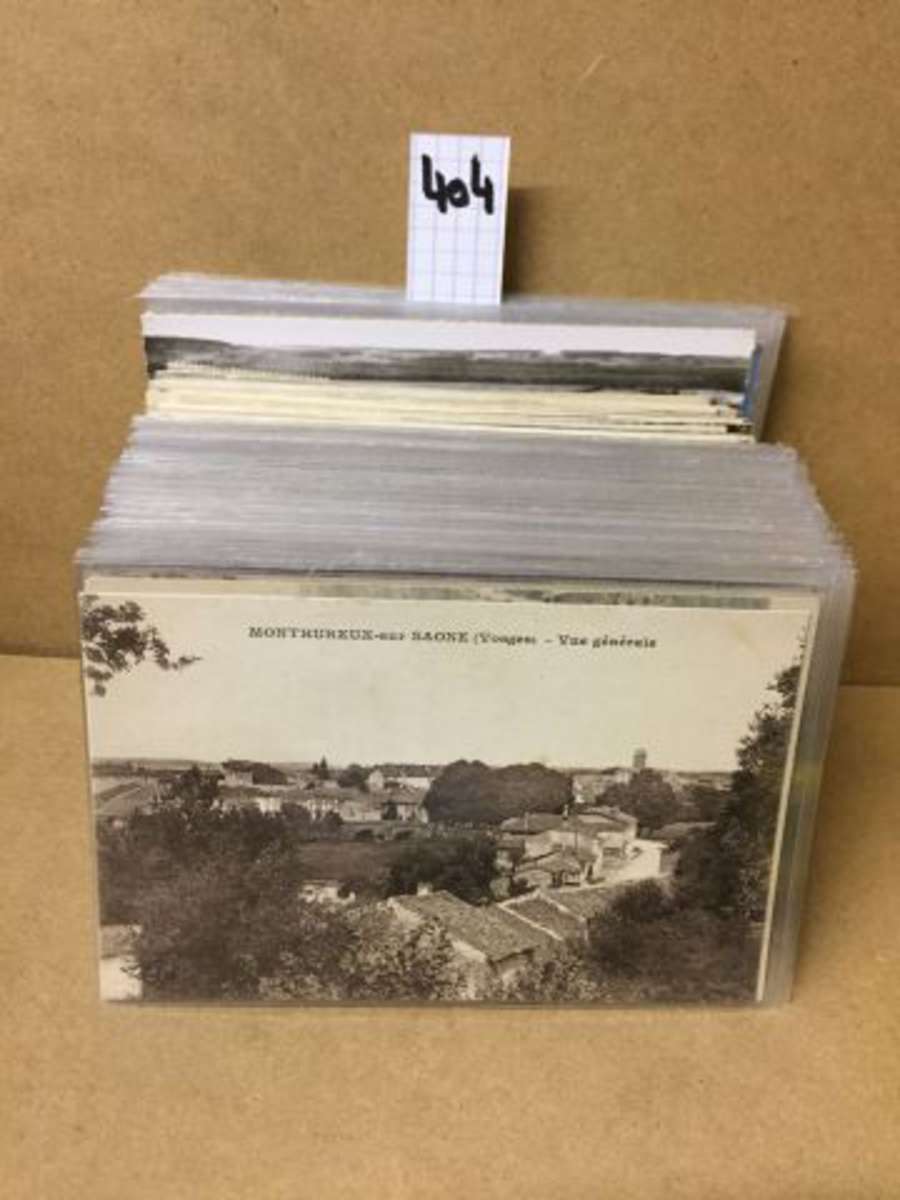 404
MONTHUREUX-sur SAONE (Vosges) - Vue générale